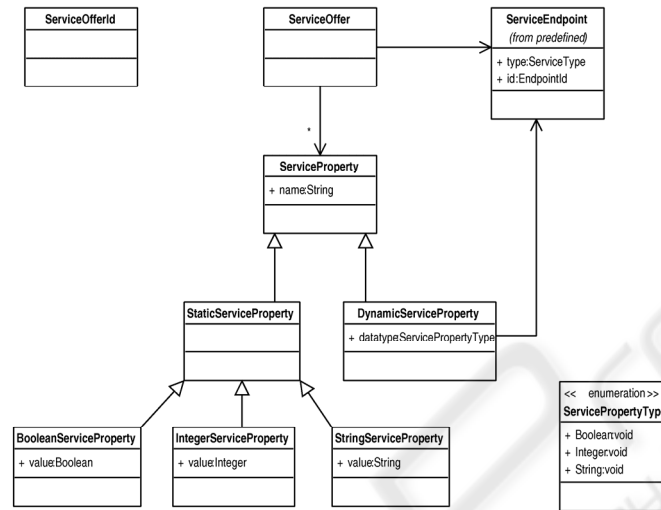 ServiceOfferId
ServiceOffer
ServiceEndpoint
(from predefined)
+ type:ServiceType
+ id:EndpointId
*
ServiceProperty
+ name:String
StaticServiceProperty
DynamicServiceProperty
+ datatype:ServicePropertyType
BooleanServiceProperty
+ value:Boolean
IntegerServiceProperty
+ value:Integer
StringServiceProperty
+ value:String
<< enumeration >>
ServicePropertyTyp
+ Boolean:void
+ Integer:void
+ String:void